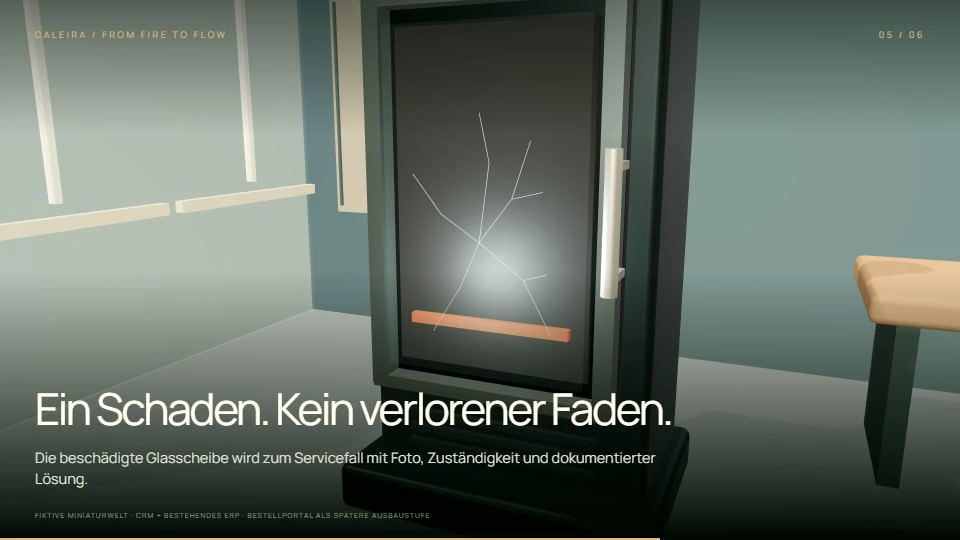 CALEIRA / FROM FIRE TO FLOW
05 / 06
Ein Schaden. Kein verlorener Faden.
Die beschädigte Glasscheibe wird zum Servicefall mit Foto, Zuständigkeit und dokumentierter
Lösung.
FIKTIVE MINIATURWELT · CRM + BESTEHENDES ERP · BESTELLPORTAL ALS SPÄTERE AUSBAUSTUFE